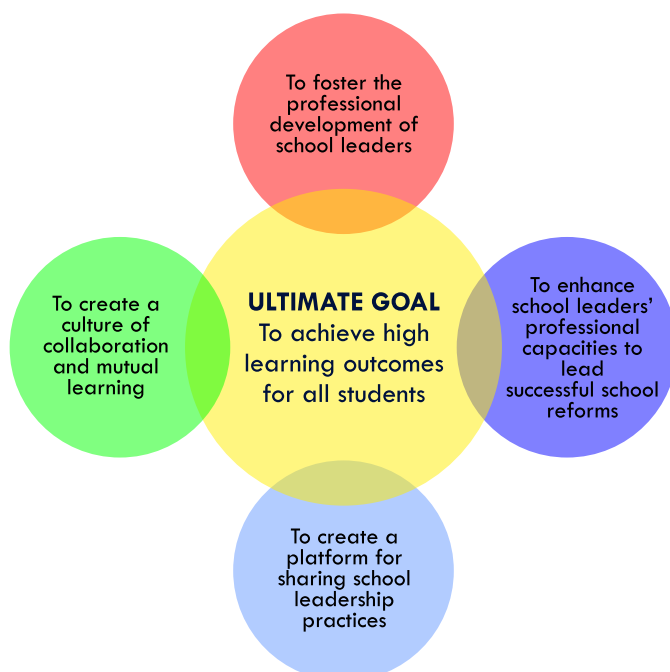 To foster the
professional
development of
school leaders
To create a
culture of
collaboration
and mutual
learning
ULTIMATE GOAL
To achieve high
learning outcomes
for all students
To enhance
school leaders’
professional
capacities to
lead
successful school
reforms
To create a
platform for
sharing school
leadership
practices